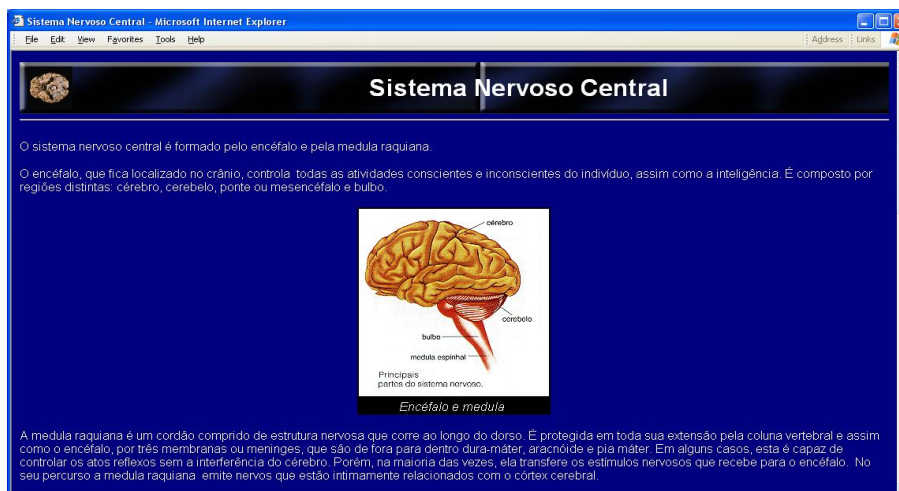 Sistema Nervoso Central - Microsoft Internet Explorer
File Edit View Favorites Tools Help Address Links
Sistema Nervoso Central
O sistema nervoso central é formado pelo encéfalo e pela medula raquiana.
O encéfalo, que fica localizado no crânio, controla todas as atividades conscientes e inconscientes do indivíduo, assim como a inteligência. É composto por
regiões distintas: cérebro, cerebelo, ponte ou mesencéfalo e bulbo.
cérebro
cerebelo
bulbo
medula espinhal
Principais
partes do sistema nervoso.
Encéfalo e medula
A medula raquiana é um cordão comprido de estrutura nervosa que corre ao longo do dorso. É protegida em toda sua extensão pela coluna vertebral e assim
como o encéfalo, por três membranas ou meninges, que são de fora para dentro dura-máter, aracnóide e pia máter. Em alguns casos, esta é capaz de
controlar os atos reflexos sem a interferência do cérebro. Porém, na maioria das vezes, ela transfere os estímulos nervosos que recebe para o encéfalo. No
seu percurso a medula raquiana emite nervos que estão intimamente relacionados com o córtex cerebral.